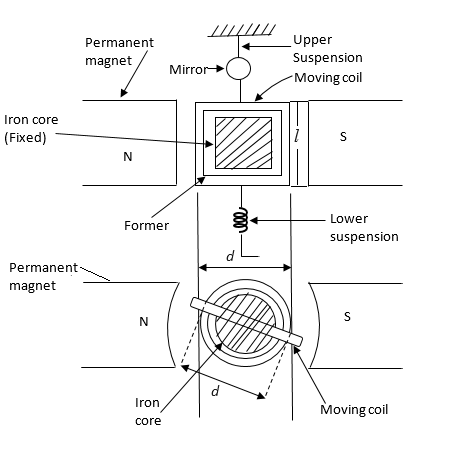 Permanent
magnet
Upper
Suspension
Mirror
Moving coil
Iron core
(Fixed)
N
l
S
Former
Lower
suspension
d
Permanent
magnet
N
S
d
Iron
core
Moving coil